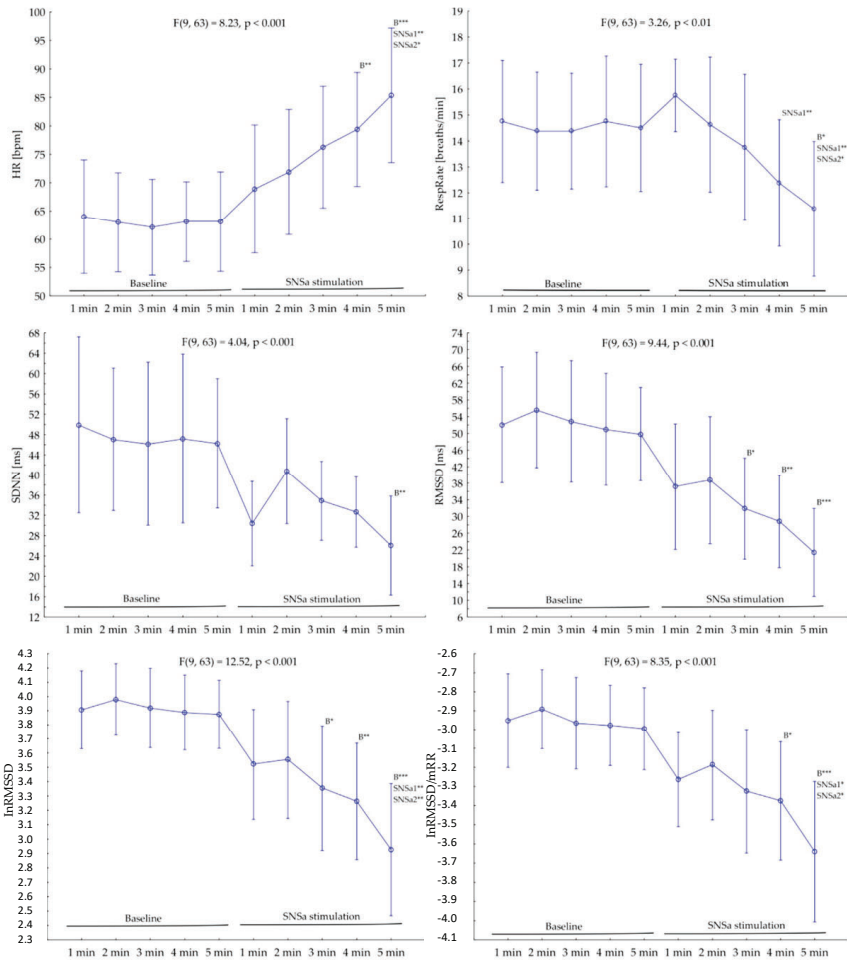 F(9, 63) = 8.23, p < 0.001
HR [bpm]
100
95
90
85
80
75
70
65
60
55
50
B**
B***
SNSa1**
SNSa2*
Baseline
SNSa stimulation
1 min 2 min 3 min 4 min 5 min 1 min 2 min 3 min 4 min 5 min
F(9, 63) = 3.26, p < 0.01
RespRate [breaths/min]
19
18
17
16
15
14
13
12
11
10
9
8
SNSa1**
B*
SNSa1**
SNSa2*
Baseline
SNSa stimulation
1 min 2 min 3 min 4 min 5 min 1 min 2 min 3 min 4 min 5 min
F(9, 63) = 4.04, p < 0.001
SDNN [ms]
68
64
60
56
52
48
44
40
36
32
28
24
20
16
12
B**
Baseline
SNSa stimulation
1 min 2 min 3 min 4 min 5 min 1 min 2 min 3 min 4 min 5 min
F(9, 63) = 9.44, p < 0.001
RMSSD [ms]
74
70
66
62
58
54
50
46
42
38
34
30
26
22
18
14
10
6
B*
B**
B***
Baseline
SNSa stimulation
1 min 2 min 3 min 4 min 5 min 1 min 2 min 3 min 4 min 5 min
F(9, 63) = 12.52, p < 0.001
InRMSSD
4.3
4.2
4.1
4.0
3.9
3.8
3.7
3.6
3.5
3.4
3.3
3.2
3.1
3.0
2.9
2.8
2.7
2.6
2.5
2.4
2.3
B*
B**
B***
SNSa1**
SNSa2**
Baseline
SNSa stimulation
1 min 2 min 3 min 4 min 5 min 1 min 2 min 3 min 4 min 5 min
F(9, 63) = 8.35, p < 0.001
InRMSSD/mRR
-2.6
-2.7
-2.8
-2.9
-3.0
-3.1
-3.2
-3.3
-3.4
-3.5
-3.6
-3.7
-3.8
-3.9
-4.0
-4.1
B*
B***
SNSa1*
SNSa2*
Baseline
SNSa stimulation
1 min 2 min 3 min 4 min 5 min 1 min 2 min 3 min 4 min 5 min